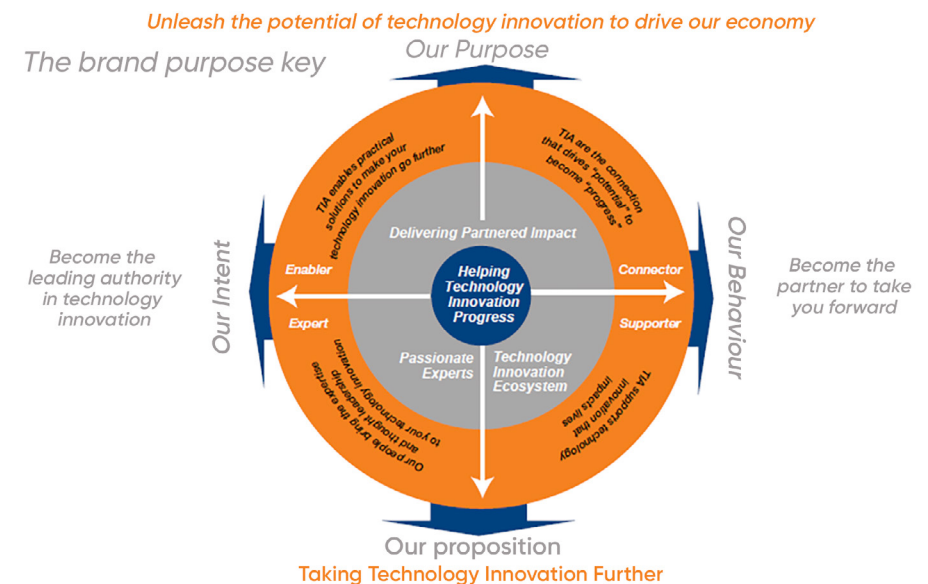 Unleash the potential of technology innovation to drive our economy
Our Purpose
The brand purpose key
TIA enables practical
solutions to make your
technology innovation go further
TIA are the connection
that drives "potential" to
become "progress"
Delivering Partnered Impact
Enabler
Connector
Helping
Technology
Innovation
Progress
Expert
Supporter
Become the
leading authority
in technology
innovation
Our Intent
Our Behaviour
Become the
partner to take
you forward
Passionate
Experts
Technology
Innovation
Ecosystem
Our people bring the expertise
and thought leadership
to your technology innovation
TIA supports technology
innovation that
impacts lives
Our proposition
Taking Technology Innovation Further